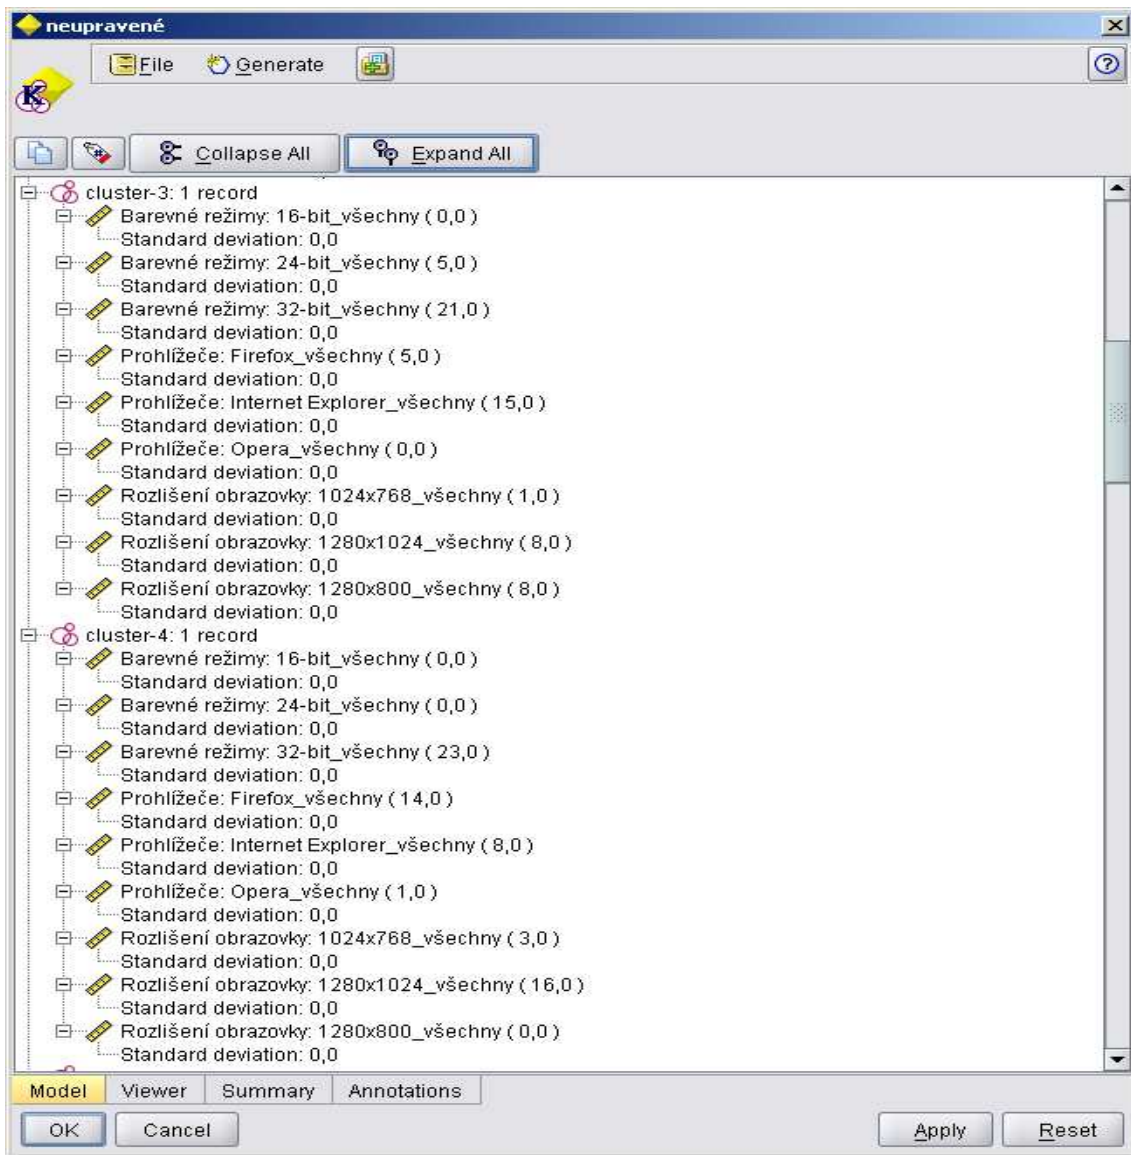 neupravené
File Generate
K
Collapse All Expand All
cluster-3: 1 record
Barevné režimy: 16-bit_všechny ( 0,0 )
Standard deviation: 0,0
Barevné režimy: 24-bit_všechny ( 5,0 )
Standard deviation: 0,0
Barevné režimy: 32-bit_všechny ( 21,0 )
Standard deviation: 0,0
Prohlížeče: Firefox_všechny ( 5,0 )
Standard deviation: 0,0
Prohlížeče: Internet Explorer_všechny ( 15,0 )
Standard deviation: 0,0
Prohlížeče: Opera_všechny ( 0,0 )
Standard deviation: 0,0
Rozlišení obrazovky: 1024x768_všechny ( 1,0 )
Standard deviation: 0,0
Rozlišení obrazovky: 1280x1024_všechny ( 8,0 )
Standard deviation: 0,0
Rozlišení obrazovky: 1280x800_všechny ( 8,0 )
Standard deviation: 0,0
cluster-4: 1 record
Barevné režimy: 16-bit_všechny ( 0,0 )
Standard deviation: 0,0
Barevné režimy: 24-bit_všechny ( 0,0 )
Standard deviation: 0,0
Barevné režimy: 32-bit_všechny ( 23,0 )
Standard deviation: 0,0
Prohlížeče: Firefox_všechny ( 14,0 )
Standard deviation: 0,0
Prohlížeče: Internet Explorer_všechny ( 8,0 )
Standard deviation: 0,0
Prohlížeče: Opera_všechny ( 1,0 )
Standard deviation: 0,0
Rozlišení obrazovky: 1024x768_všechny ( 3,0 )
Standard deviation: 0,0
Rozlišení obrazovky: 1280x1024_všechny ( 16,0 )
Standard deviation: 0,0
Rozlišení obrazovky: 1280x800_všechny ( 0,0 )
Standard deviation: 0,0
Model Viewer Summary Annotations
OK Cancel Apply Reset